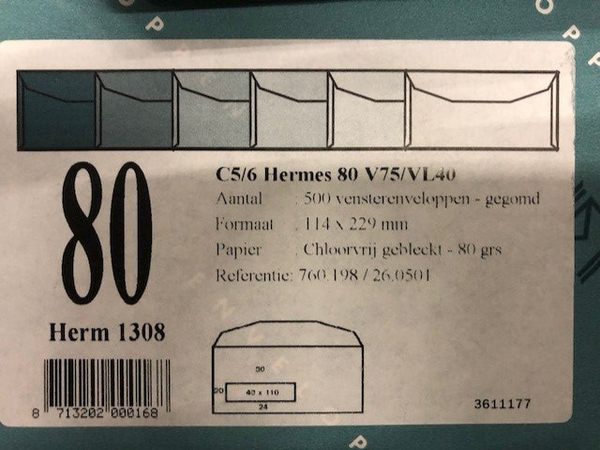 C5/6 Hermes 80 V75/VL40
Aantal : 500 vensterenveloppen - gegomd
Formaat : 114 x 229 mm
Papier : Chloorvrij gebleekt - 80 grs
Referentie: 760.198 / 26.0501
80
Herm 1308
50
20
40 x 110
24
8 713202 000168
3611177